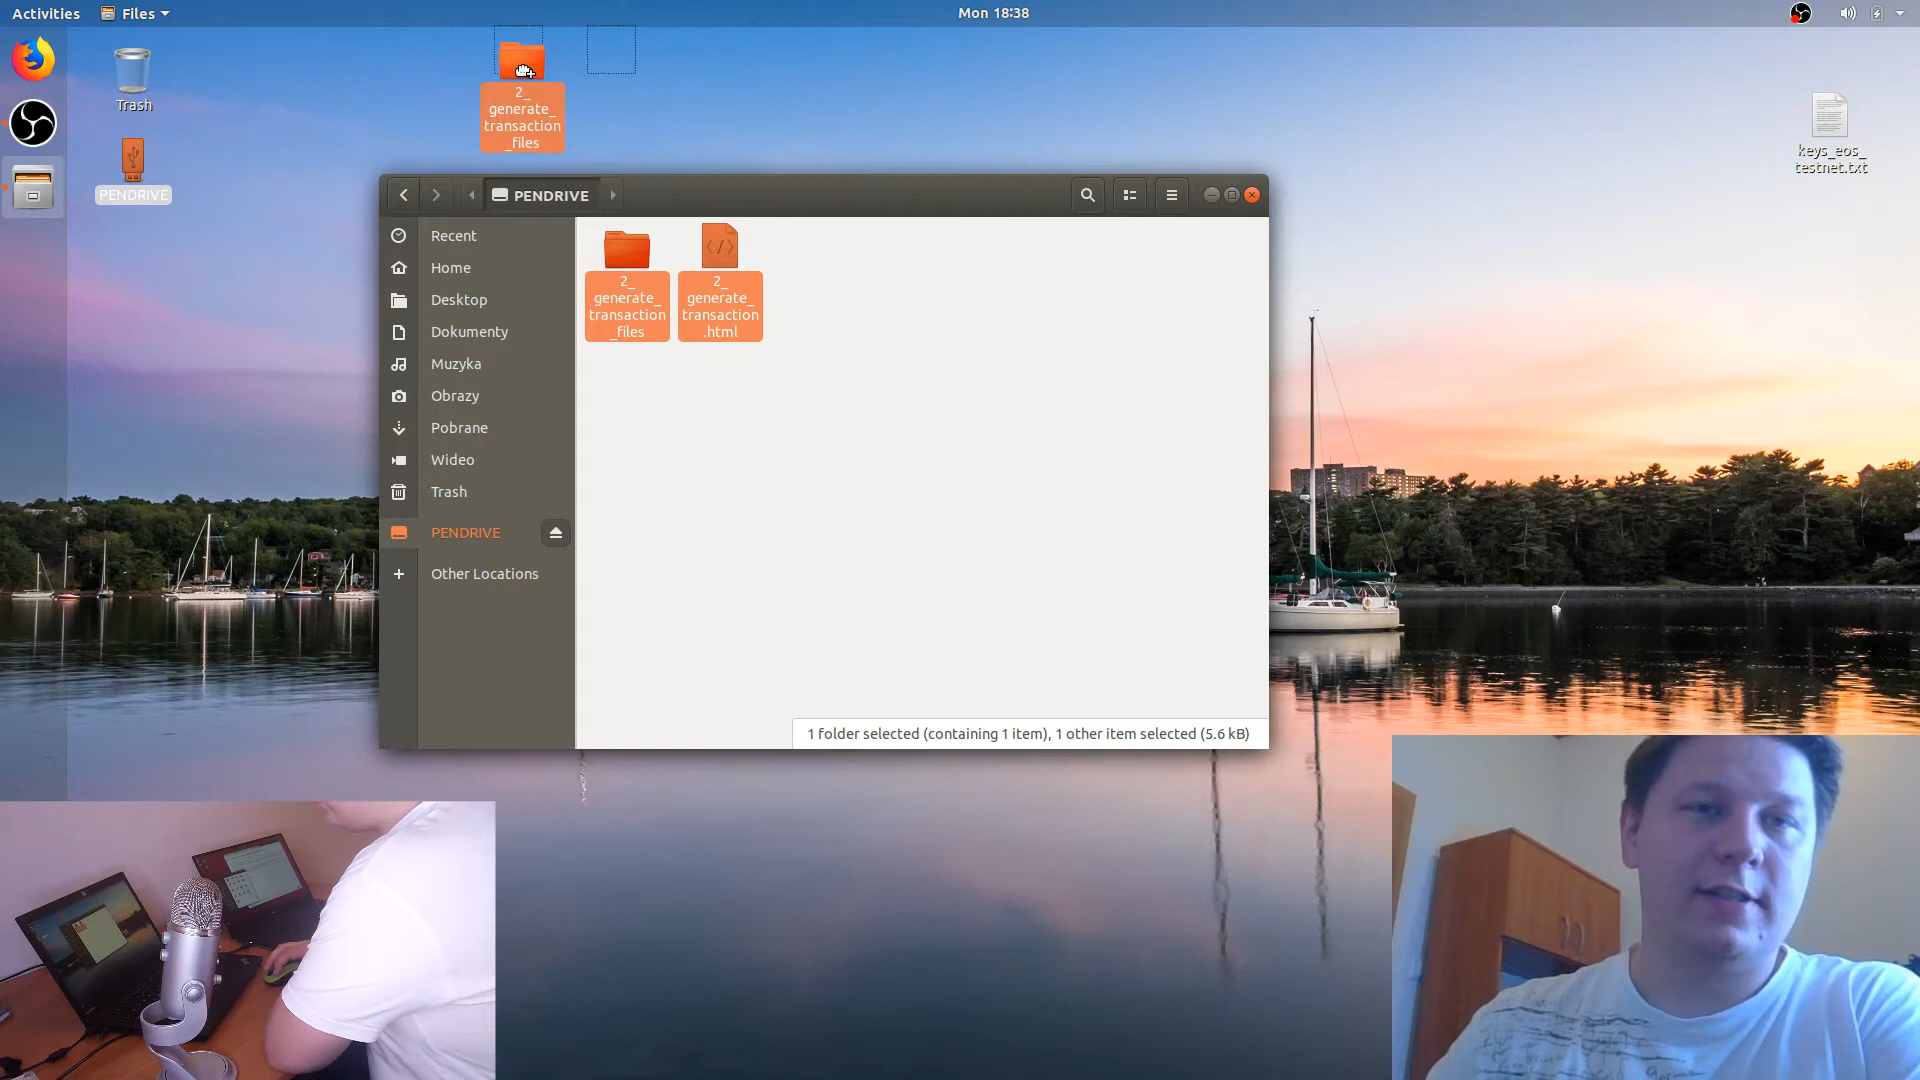 Activities
Files
Mon 18:38
Trash
PENDRIVE
2_
generate_
transaction
_files
keys_eos_
testnet.txt
PENDRIVE
Recent
Home
Desktop
Dokumenty
Muzyka
Obrazy
Pobrane
Wideo
Trash
PENDRIVE
Other Locations
2_
generate_
transaction
_files
2_
generate_
transaction
.html
1 folder selected (containing 1 item), 1 other item selected (5.6 kB)